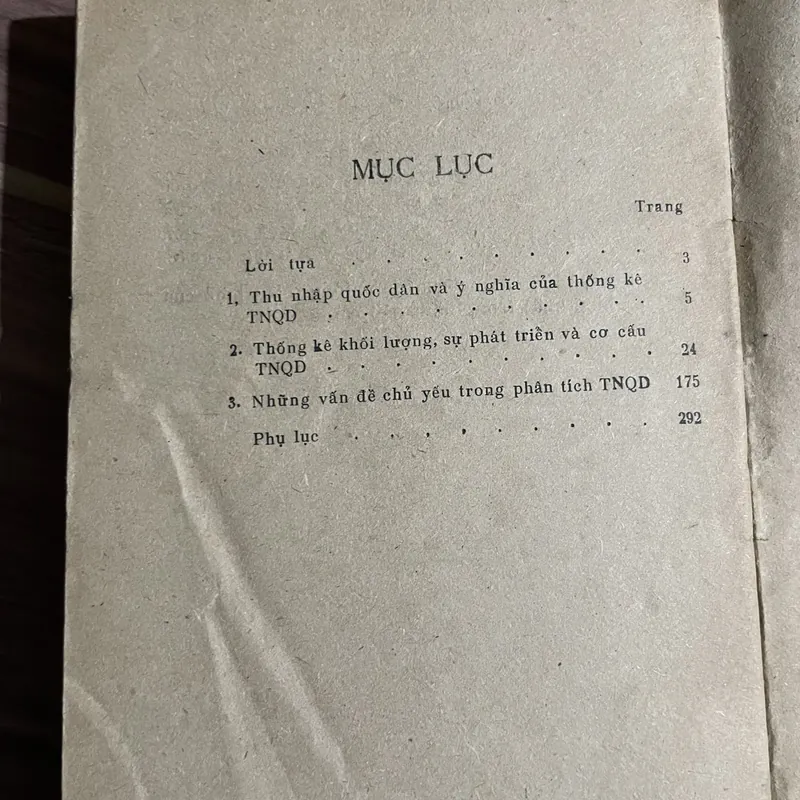 MỤC LỤC
Trang
Lời tựa . . . . . . . . . 3
1. Thu nhập quốc dân và ý nghĩa của thống kê
TNQD . . . . . . . . . . 5
2. Thống kê khối lượng, sự phát triển và cơ cấu
TNQD . . . . . . . . . . 24
3. Những vấn đề chủ yếu trong phân tích TNQD 175
Phụ lục . . . . . . . . . 292